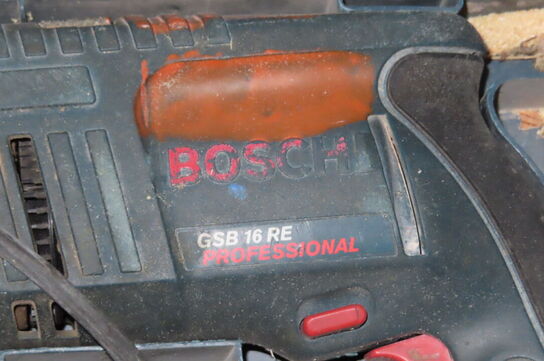 BOSCH
GSB 16 RE
PROFESSIONAL